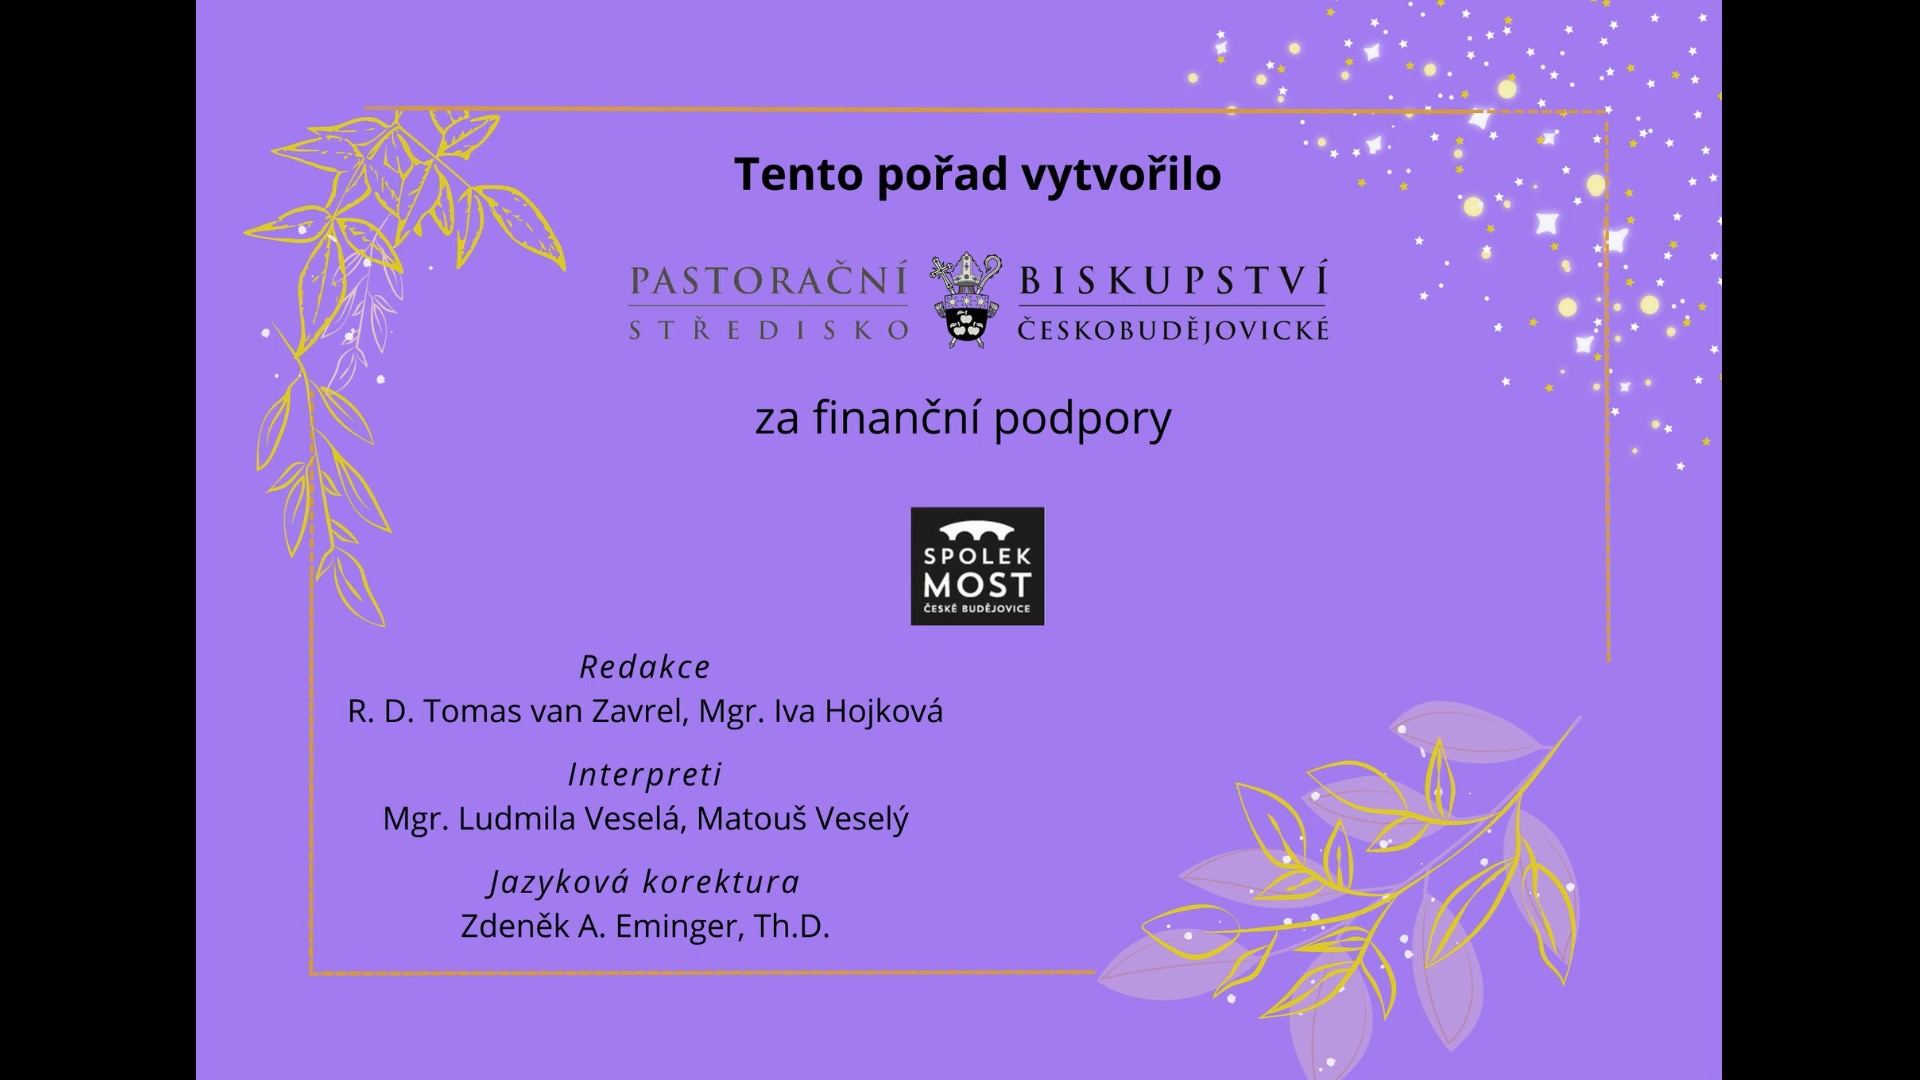 Tento pořad vytvořilo
PASTORAČNÍ BISKUPSTVÍ
STŘEDISKO ČESKOBUDĚJOVICKÉ
za finanční podpory
SPOLEK
MOST
ČESKÉ BUDĚJOVICE
Redakce
R. D. Tomas van Zavrel, Mgr. Iva Hojková
Interpreti
Mgr. Ludmila Veselá, Matouš Veselý
Jazyková korektura
Zdeněk A. Eminger, Th.D.